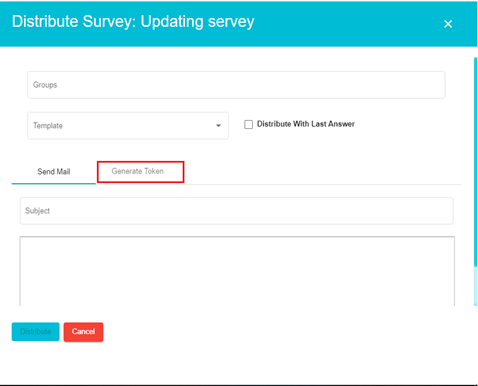 Distribute Survey: Updating servey
Groups
Template
Distribute With Last Answer
Send Mail
Generate Token
Subject
Distribute
Cancel